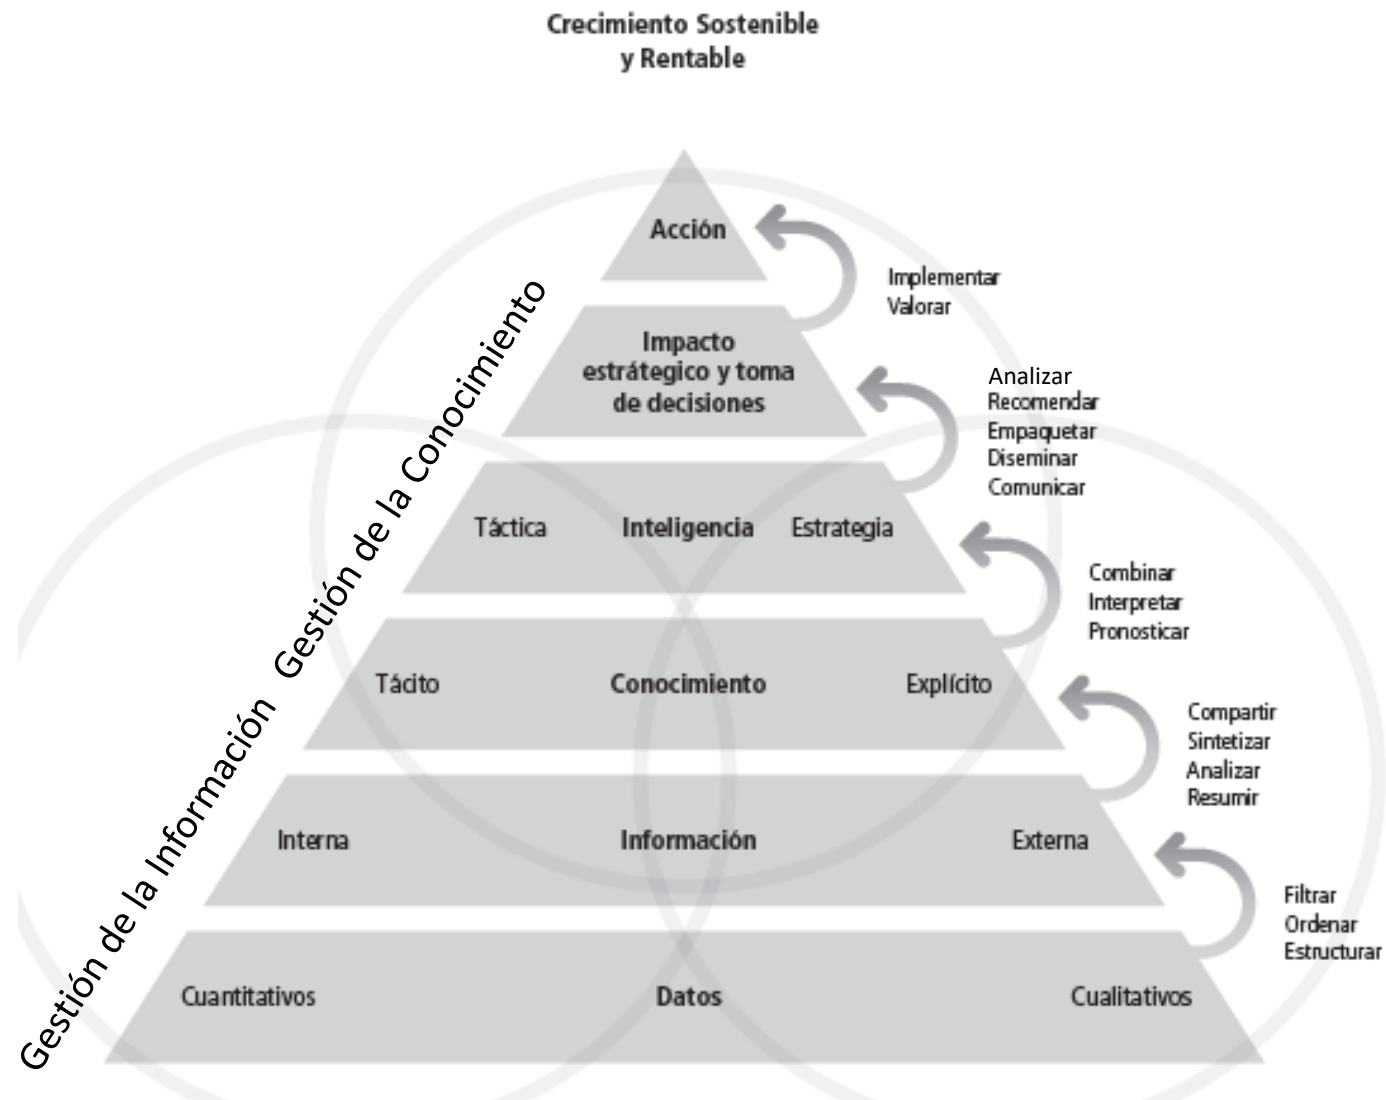 Crecimiento Sostenible
y Rentable
Acción
Implementar
Valorar
Impacto
estrátegico y toma
de decisiones
Analizar
Recomendar
Empaquetar
Diseminar
Comunicar
Táctica Inteligencia Estrategia
Combinar
Interpretar
Pronosticar
Tácito Conocimiento Explícito
Compartir
Sintetizar
Analizar
Resumir
Interna Información Externa
Filtrar
Ordenar
Estructurar
Cuantitativos Datos Cualitativos
Gestión de la Información Gestión de la Conocimiento